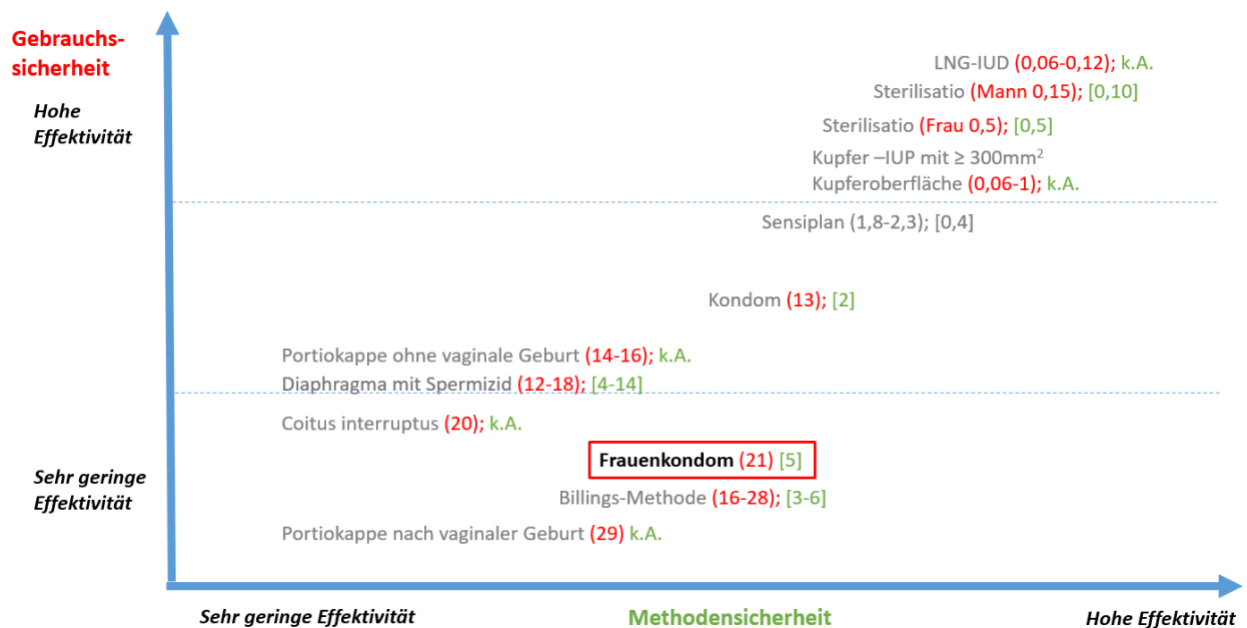 Gebrauchs-
sicherheit
Hohe
Effektivität
LNG-IUD (0,06-0,12); k.A.
Sterilisatio (Mann 0,15); [0,10]
Sterilisatio (Frau 0,5); [0,5]
Kupfer –IUP mit ≥ 300mm²
Kupferoberfläche (0,06-1); k.A.
Sensiplan (1,8-2,3); [0,4]
Kondom (13); [2]
Portiokappe ohne vaginale Geburt (14-16); k.A.
Diaphragma mit Spermizid (12-18); [4-14]
Coitus interruptus (20); k.A.
Frauenkondom (21) [5]
Sehr geringe
Effektivität
Billings-Methode (16-28); [3-6]
Portiokappe nach vaginaler Geburt (29) k.A.
Sehr geringe Effektivität
Methodensicherheit
Hohe Effektivität